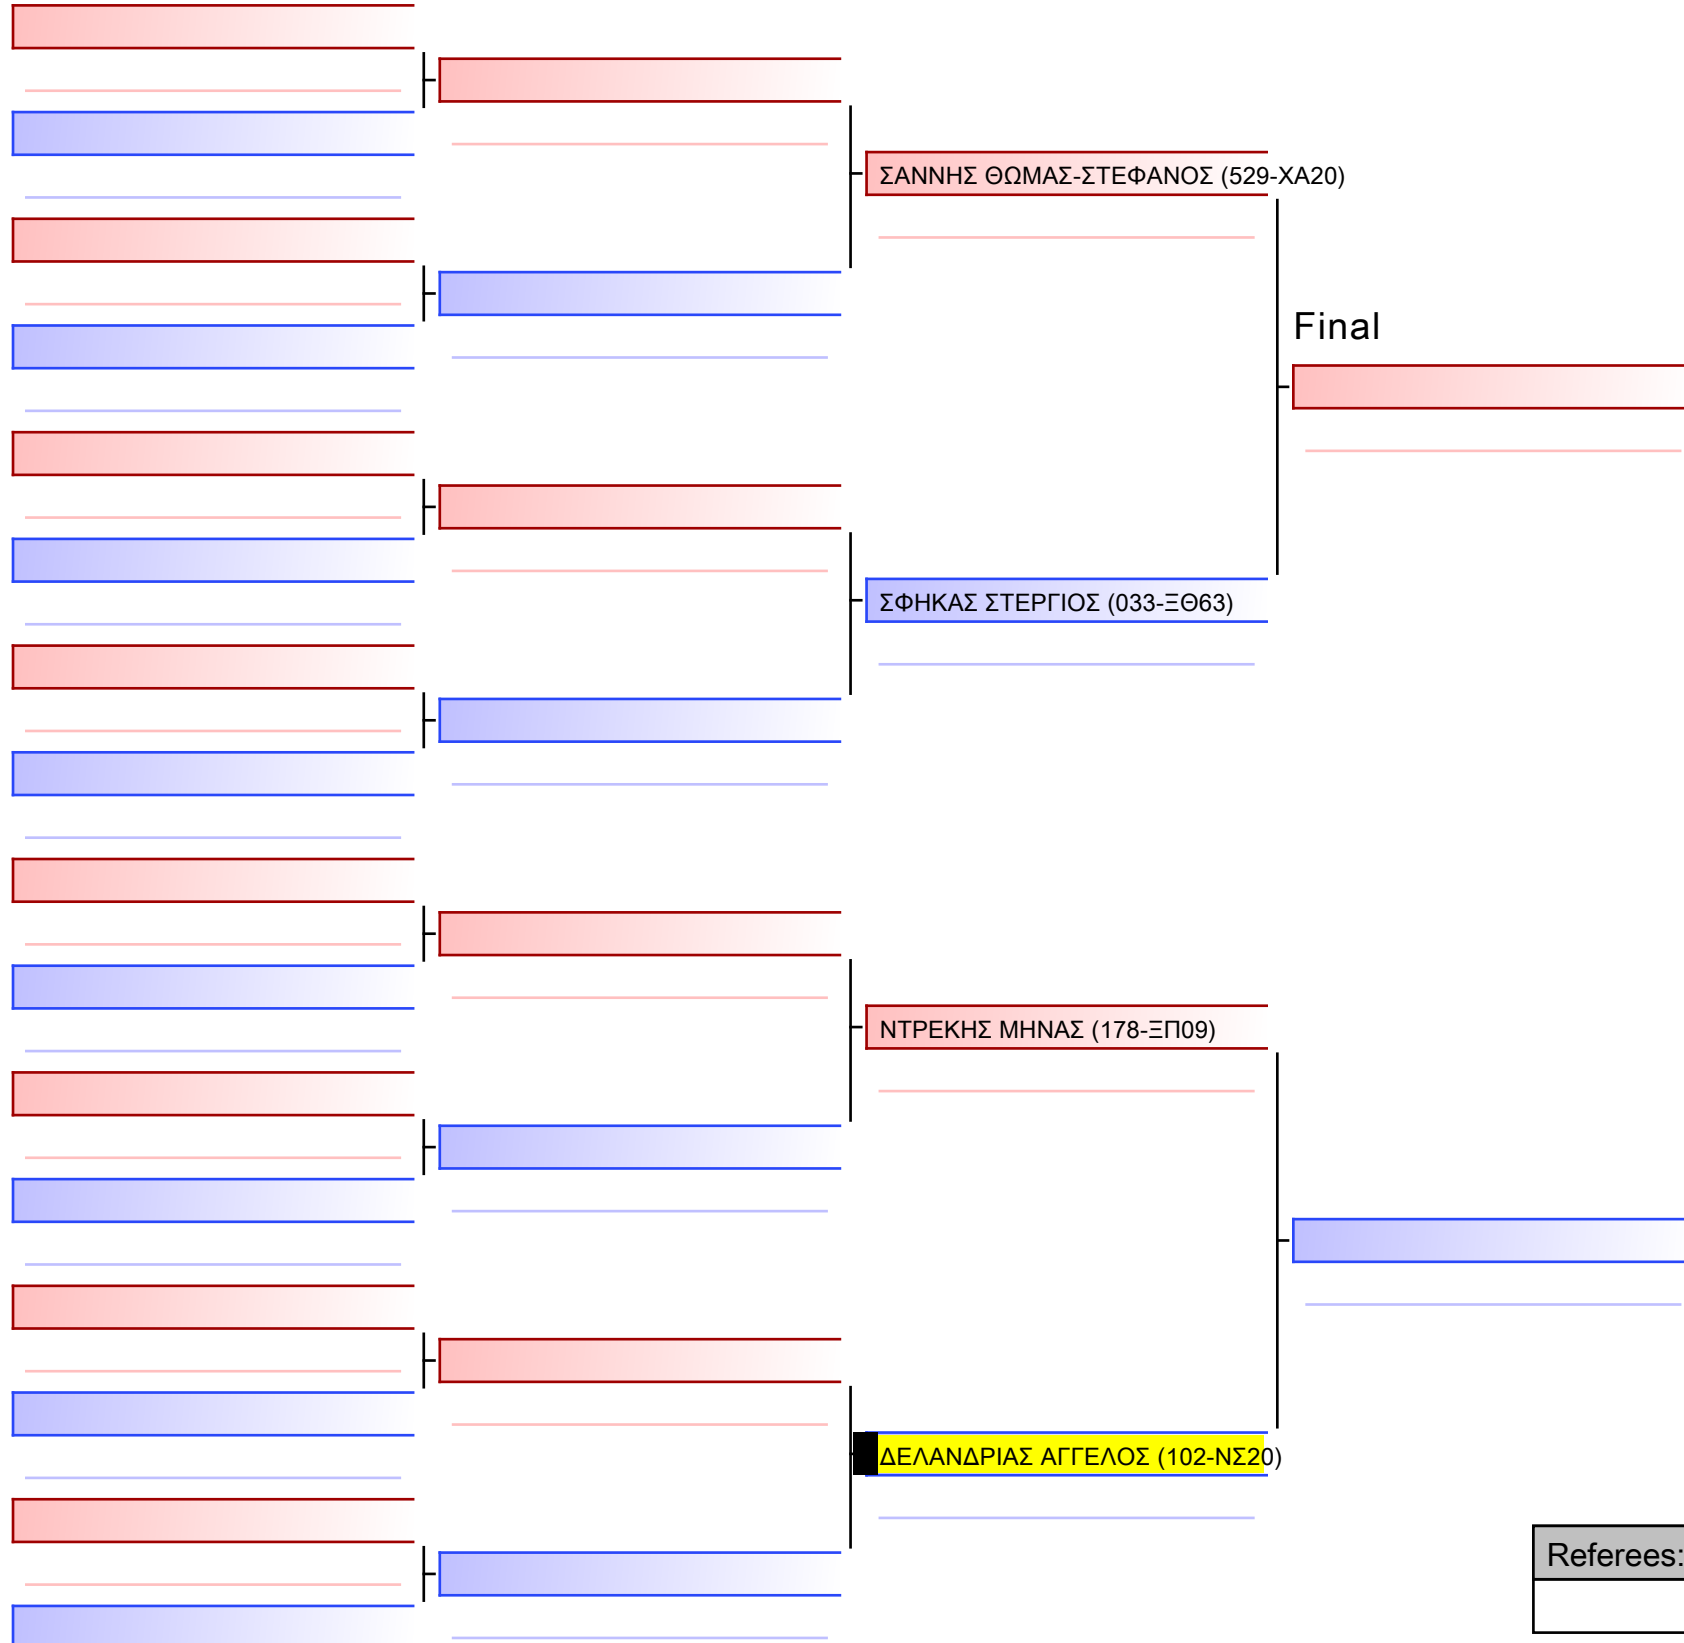 ΣΑΝΝΗΣ ΘΩΜΑΣ-ΣΤΕΦΑΝΟΣ (529-ΧΑ20)
Final
ΣΦΗΚΑΣ ΣΤΕΡΓΙΟΣ (033-ΞΘ63)
ΝΤΡΕΚΗΣ ΜΗΝΑΣ (178-ΞΠ09)
ΔΕΛΑΝΔΡΙΑΣ ΑΓΓΕΛΟΣ (102-ΝΣ20)
Referees: